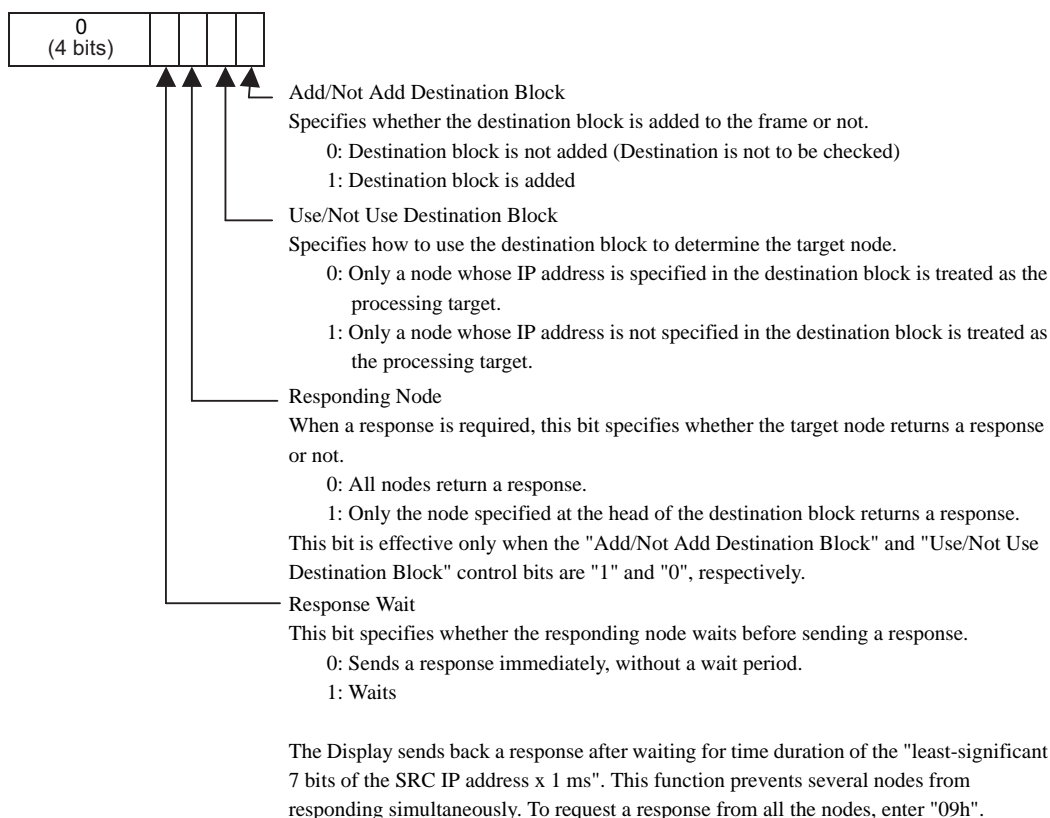 0
(4 bits)
Add/Not Add Destination Block
Specifies whether the destination block is added to the frame or not.
0: Destination block is not added (Destination is not to be checked)
1: Destination block is added
Use/Not Use Destination Block
Specifies how to use the destination block to determine the target node.
0: Only a node whose IP address is specified in the destination block is treated as the
processing target.
1: Only a node whose IP address is not specified in the destination block is treated as
the processing target.
Responding Node
When a response is required, this bit specifies whether the target node returns a response
or not.
0: All nodes return a response.
1: Only the node specified at the head of the destination block returns a response.
This bit is effective only when the "Add/Not Add Destination Block" and "Use/Not Use
Destination Block" control bits are "1" and "0", respectively.
Response Wait
This bit specifies whether the responding node waits before sending a response.
0: Sends a response immediately, without a wait period.
1: Waits
The Display sends back a response after waiting for time duration of the "least-significant
7 bits of the SRC IP address x 1 ms". This function prevents several nodes from
responding simultaneously. To request a response from all the nodes, enter "09h".